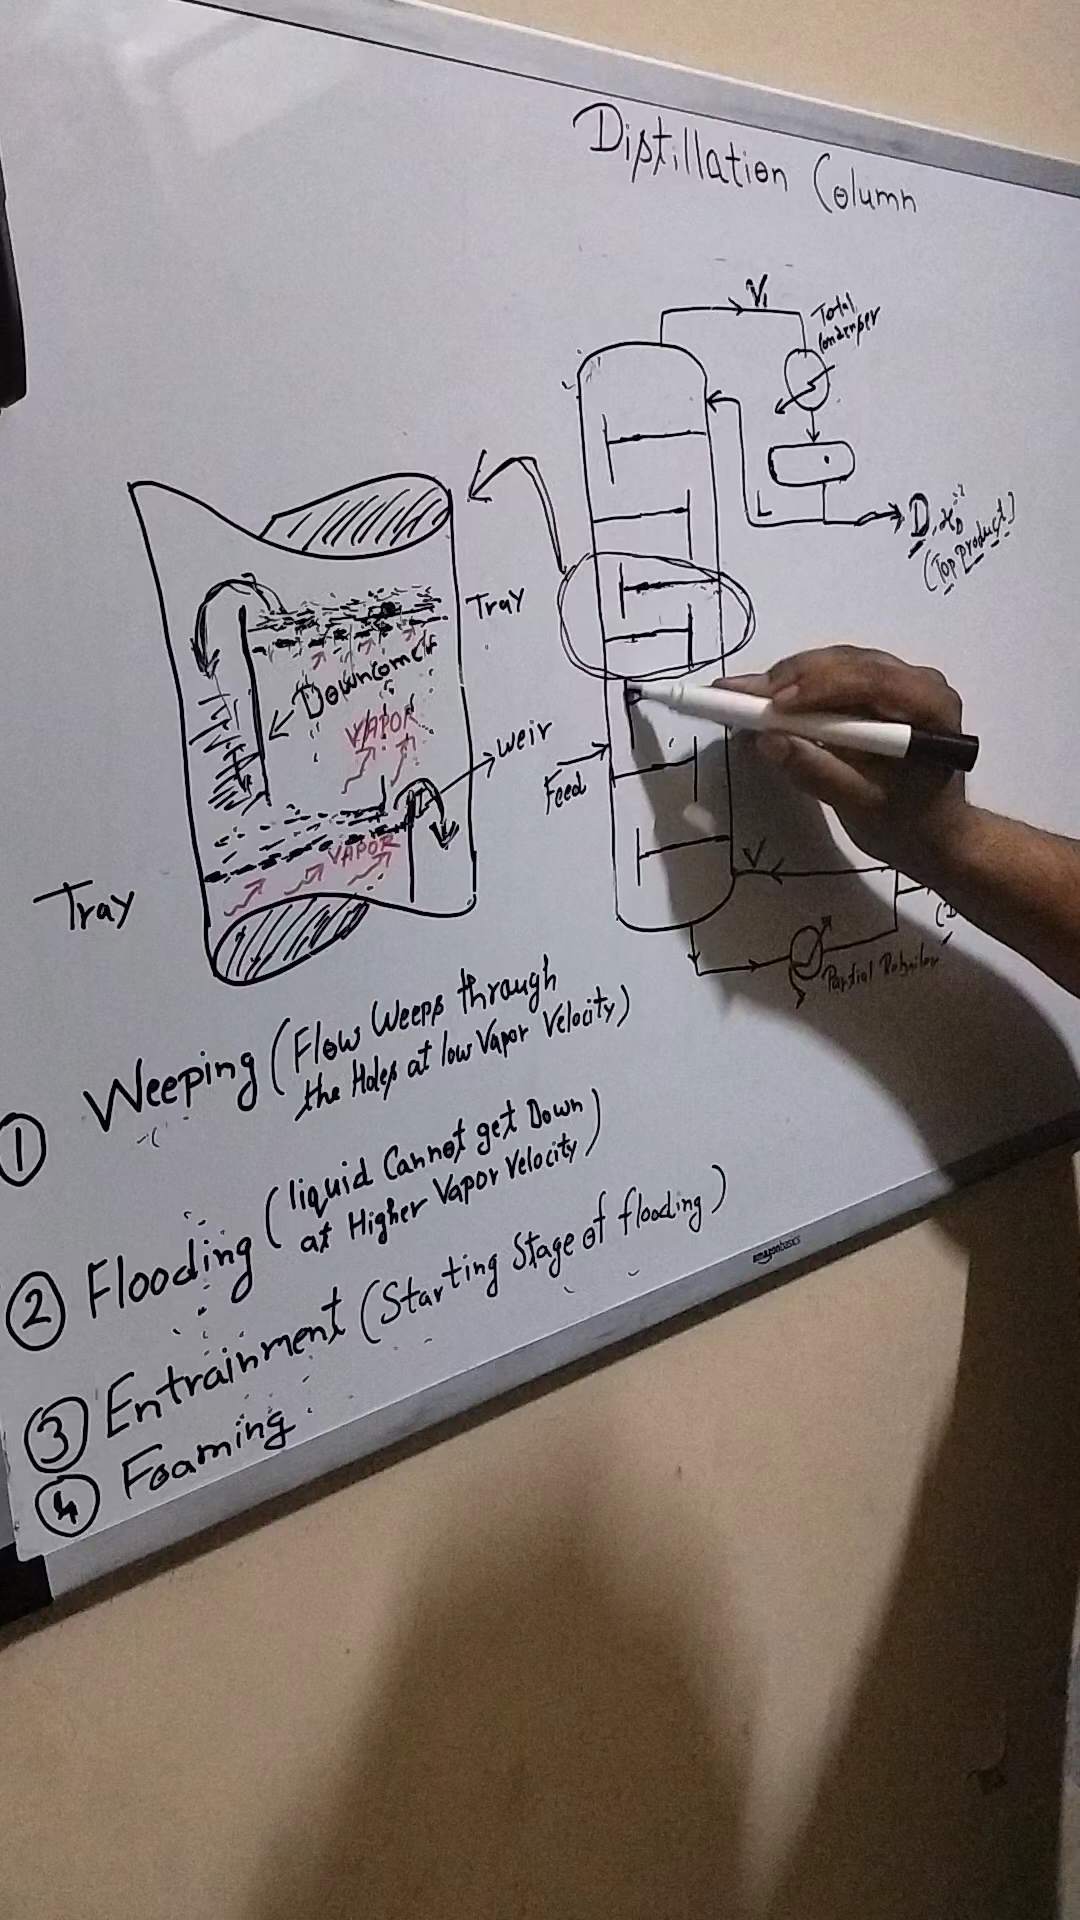 Distillation Column
V1
Total
Condenser
L
D, xD
(Top Product)
Tray
Downcomer
VAPOR
Weir
Feed
VAPOR
V
Tray
Partial Reboiler
① Weeping (Flow Weeps through
the Holes at low Vapor Velocity)
② Flooding (liquid Cannot get Down
at Higher Vapor Velocity)
③ Entrainment (Starting Stage of flooding)
④ Foaming
amazonbasics